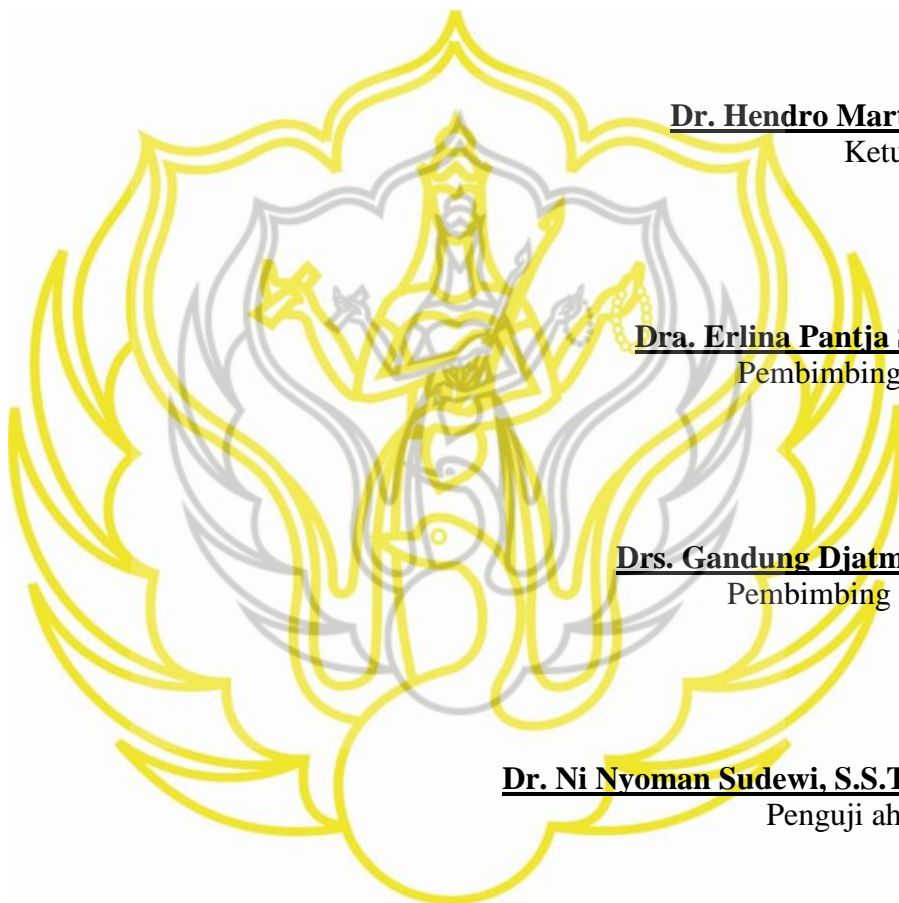 Dr. Hendro Mart
Ketu
Dra. Erlina Pantja S
Pembimbing
Drs. Gandung Djatm
Pembimbing
Dr. Ni Nyoman Sudewi, S.S.T
Penguji ah